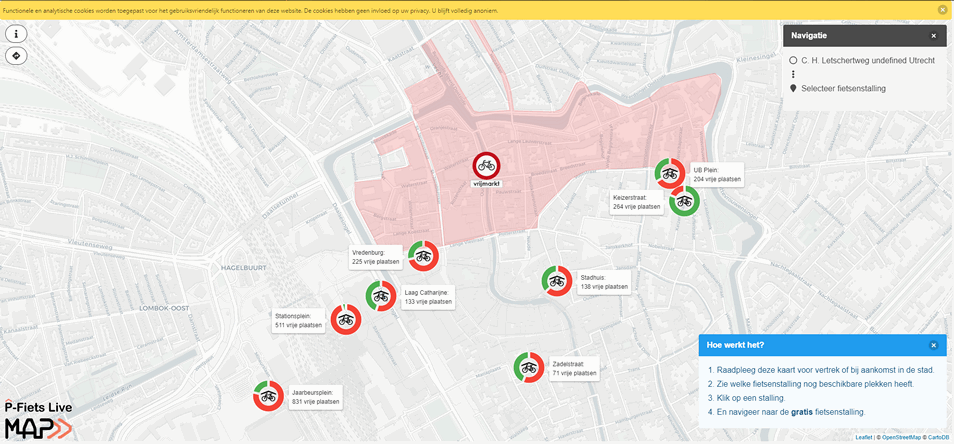 Functionele en analytische cookies worden toegepast voor het gebruiksvriendelijk functioneren van deze website. De cookies hebben geen invloed op uw privacy. U blijft volledig anoniem.
Navigatie
C. H. Letschertweg undefined Utrecht
Selecteer fietsenstalling
vrijmarkt
UB Plein:
204 vrije plaatsen
Keizerstraat:
264 vrije plaatsen
Vredenburg:
225 vrije plaatsen
Stadhuis:
138 vrije plaatsen
Laag Catharijne:
133 vrije plaatsen
Stationsplein:
511 vrije plaatsen
Zadelstraat:
71 vrije plaatsen
Jaarbeursplein:
831 vrije plaatsen
HAGELBUURT
LOMBOK-OOST
Hoe werkt het?
1. Raadpleeg deze kaart voor vertrek of bij aankomst in de stad.
2. Zie welke fietsenstalling nog beschikbare plekken heeft.
3. Klik op een stalling.
4. En navigeer naar de gratis fietsenstalling.
P-Fiets Live
MAP
Leaflet | © OpenStreetMap © CartoDB